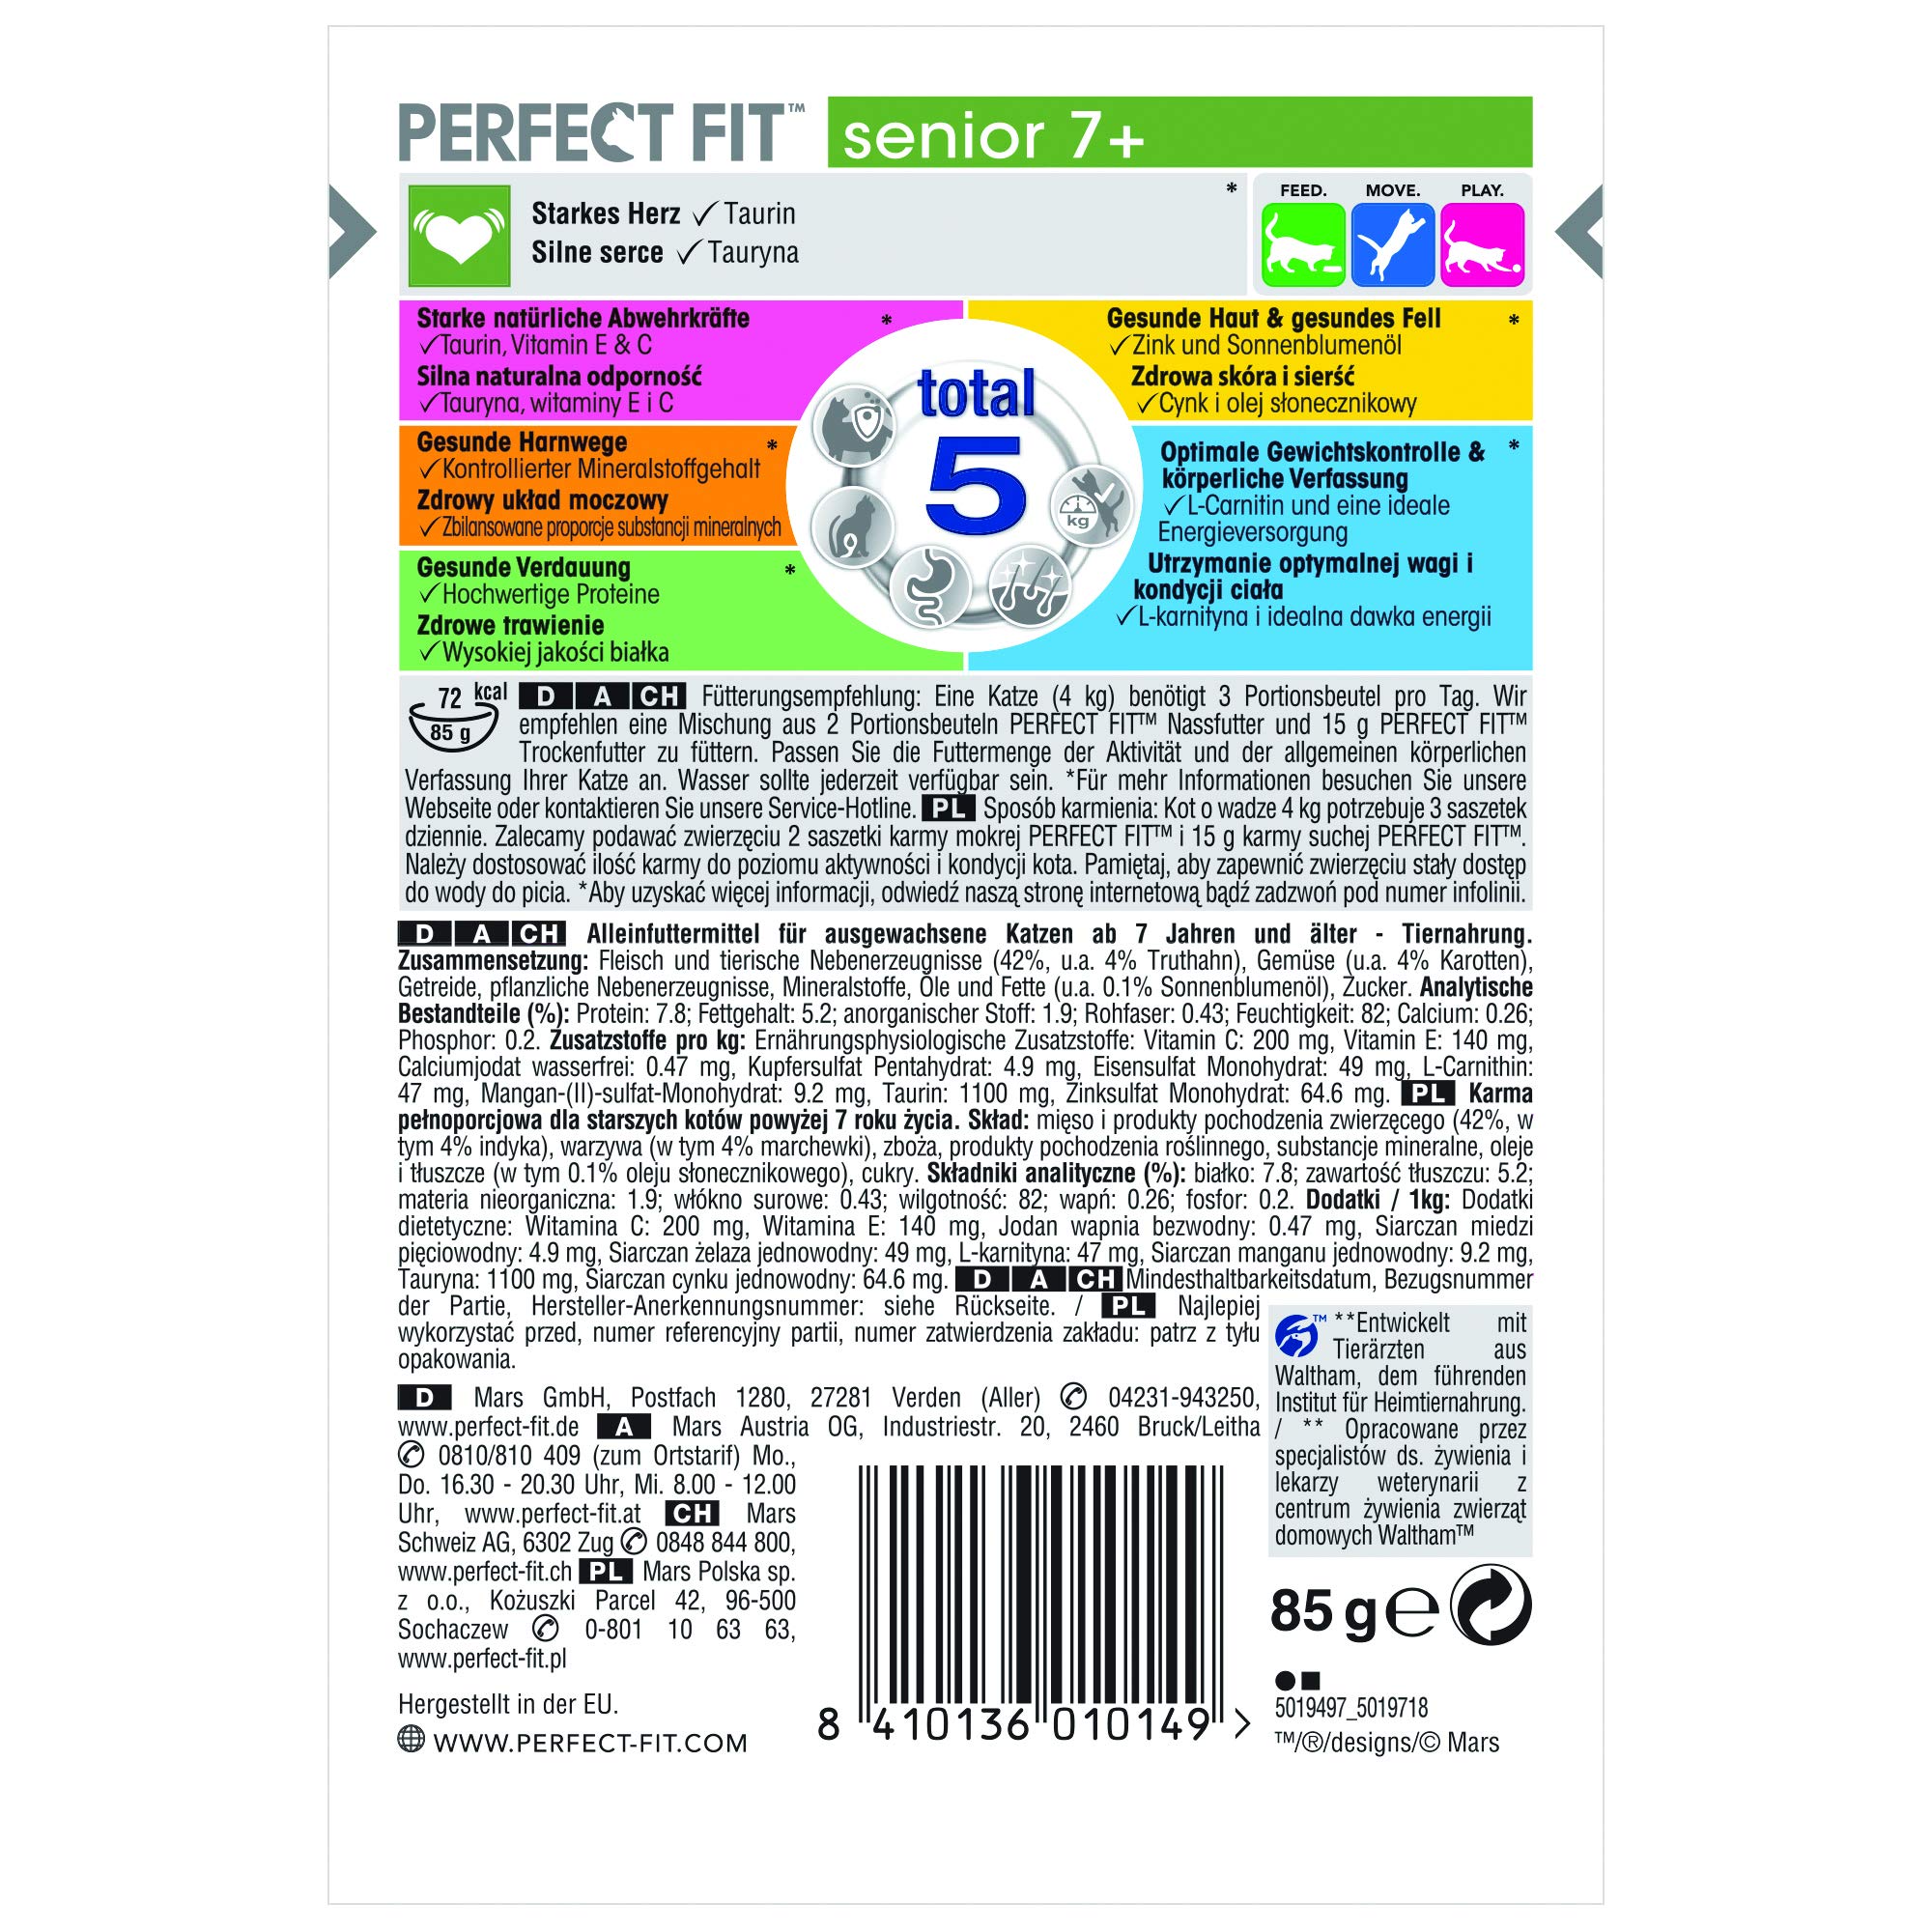 PERFECT FIT™ senior 7+
Starkes Herz ✓ Taurin
Silne serce ✓ Tauryna
*
FEED. MOVE. PLAY.
Starke natürliche Abwehrkräfte *
✓Taurin, Vitamin E & C
Silna naturalna odporność
✓Tauryna, witaminy E i C
Gesunde Harnwege *
✓Kontrollierter Mineralstoffgehalt
Zdrowy układ moczowy
✓Zbilansowane proporcje substancji mineralnych
Gesunde Verdauung *
✓Hochwertige Proteine
Zdrowe trawienie
✓Wysokiej jakości białka
total
5
kg
Gesunde Haut & gesundes Fell *
✓Zink und Sonnenblumenöl
Zdrowa skóra i sierść
✓Cynk i olej słonecznikowy
Optimale Gewichtskontrolle & *
körperliche Verfassung
✓L-Carnitin und eine ideale
Energieversorgung
Utrzymanie optymalnej wagi i
kondycji ciała
✓L-karnityna i idealna dawka energii
72 kcal
85 g
D A CH Fütterungsempfehlung: Eine Katze (4 kg) benötigt 3 Portionsbeutel pro Tag. Wir
empfehlen eine Mischung aus 2 Portionsbeuteln PERFECT FIT™ Nassfutter und 15 g PERFECT FIT™
Trockenfutter zu füttern. Passen Sie die Futtermenge der Aktivität und der allgemeinen körperlichen
Verfassung Ihrer Katze an. Wasser sollte jederzeit verfügbar sein. *Für mehr Informationen besuchen Sie unsere
Webseite oder kontaktieren Sie unsere Service-Hotline. PL Sposób karmienia: Kot o wadze 4 kg potrzebuje 3 saszetek
dziennie. Zalecamy podawać zwierzęciu 2 saszetki karmy mokrej PERFECT FIT™ i 15 g karmy suchej PERFECT FIT™.
Należy dostosować ilość karmy do poziomu aktywności i kondycji kota. Pamiętaj, aby zapewnić zwierzęciu stały dostęp
do wody do picia. *Aby uzyskać więcej informacji, odwiedź naszą stronę internetową bądź zadzwoń pod numer infolinii.
D A CH Alleinfuttermittel für ausgewachsene Katzen ab 7 Jahren und älter - Tiernahrung.
Zusammensetzung: Fleisch und tierische Nebenerzeugnisse (42%, u.a. 4% Truthahn), Gemüse (u.a. 4% Karotten),
Getreide, pflanzliche Nebenerzeugnisse, Mineralstoffe, Öle und Fette (u.a. 0.1% Sonnenblumenöl), Zucker. Analytische
Bestandteile (%): Protein: 7.8; Fettgehalt: 5.2; anorganischer Stoff: 1.9; Rohfaser: 0.43; Feuchtigkeit: 82; Calcium: 0.26;
Phosphor: 0.2. Zusatzstoffe pro kg: Ernährungsphysiologische Zusatzstoffe: Vitamin C: 200 mg, Vitamin E: 140 mg,
Calciumjodat wasserfrei: 0.47 mg, Kupfersulfat Pentahydrat: 4.9 mg, Eisensulfat Monohydrat: 49 mg, L-Carnithin:
47 mg, Mangan-(II)-sulfat-Monohydrat: 9.2 mg, Taurin: 1100 mg, Zinksulfat Monohydrat: 64.6 mg. PL Karma
pełnoporcjowa dla starszych kotów powyżej 7 roku życia. Skład: mięso i produkty pochodzenia zwierzęcego (42%, w
tym 4% indyka), warzywa (w tym 4% marchewki), zboża, produkty pochodzenia roślinnego, substancje mineralne, oleje
i tłuszcze (w tym 0.1% oleju słonecznikowego), cukry. Składniki analityczne (%): białko: 7.8; zawartość tłuszczu: 5.2;
materia nieorganiczna: 1.9; włókno surowe: 0.43; wilgotność: 82; wapń: 0.26; fosfor: 0.2. Dodatki / 1kg: Dodatki
dietetyczne: Witamina C: 200 mg, Witamina E: 140 mg, Jodan wapnia bezwodny: 0.47 mg, Siarczan miedzi
pięciowodny: 4.9 mg, Siarczan żelaza jednowodny: 49 mg, L-karnityna: 47 mg, Siarczan manganu jednowodny: 9.2 mg,
Tauryna: 1100 mg, Siarczan cynku jednowodny: 64.6 mg. D A CH Mindesthaltbarkeitsdatum, Bezugsnummer
der Partie, Hersteller-Anerkennungsnummer: siehe Rückseite. / PL Najlepiej
wykorzystać przed, numer referencyjny partii, numer zatwierdzenia zakładu: patrz z tyłu
opakowania.
D Mars GmbH, Postfach 1280, 27281 Verden (Aller) ✆ 04231-943250,
www.perfect-fit.de A Mars Austria OG, Industriestr. 20, 2460 Bruck/Leitha
✆ 0810/810 409 (zum Ortstarif) Mo.,
Do. 16.30 - 20.30 Uhr, Mi. 8.00 - 12.00
Uhr, www.perfect-fit.at CH Mars
Schweiz AG, 6302 Zug ✆ 0848 844 800,
www.perfect-fit.ch PL Mars Polska sp.
z o.o., Kożuszki Parcel 42, 96-500
Sochaczew ✆ 0-801 10 63 63,
www.perfect-fit.pl
Hergestellt in der EU.
WWW.PERFECT-FIT.COM
8 410136 010149 >
™ **Entwickelt mit
Tierärzten aus
Waltham, dem führenden
Institut für Heimtiernahrung.
/ ** Opracowane przez
specjalistów ds. żywienia i
lekarzy weterynarii z
centrum żywienia zwierząt
domowych Waltham™
85 g ℮
5019497_5019718
™/®/designs/© Mars